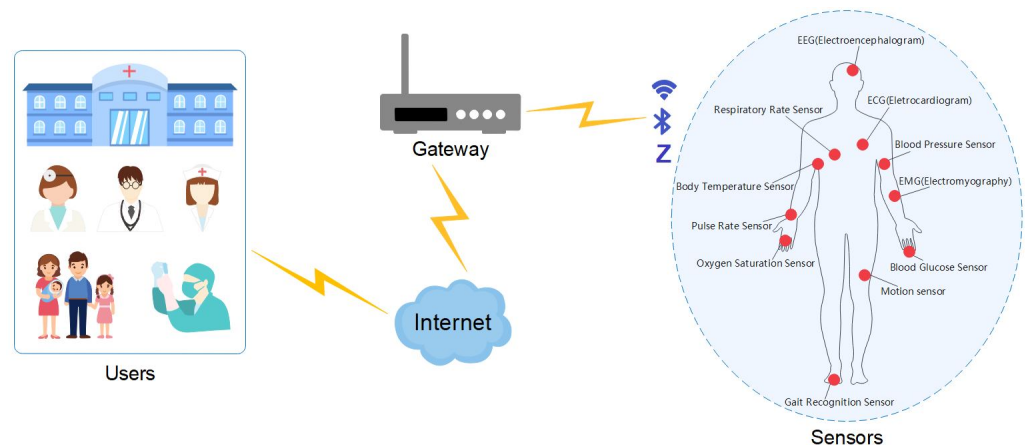 EEG(Electroencephalogram)
ECG(Eletrocardiogram)
Respiratory Rate Sensor
Blood Pressure Sensor
Gateway
Z
Body Temperature Sensor
EMG(Electromyography)
Pulse Rate Sensor
Oxygen Saturation Sensor
Blood Glucose Sensor
Motion sensor
Internet
Users
Gait Recognition Sensor
Sensors